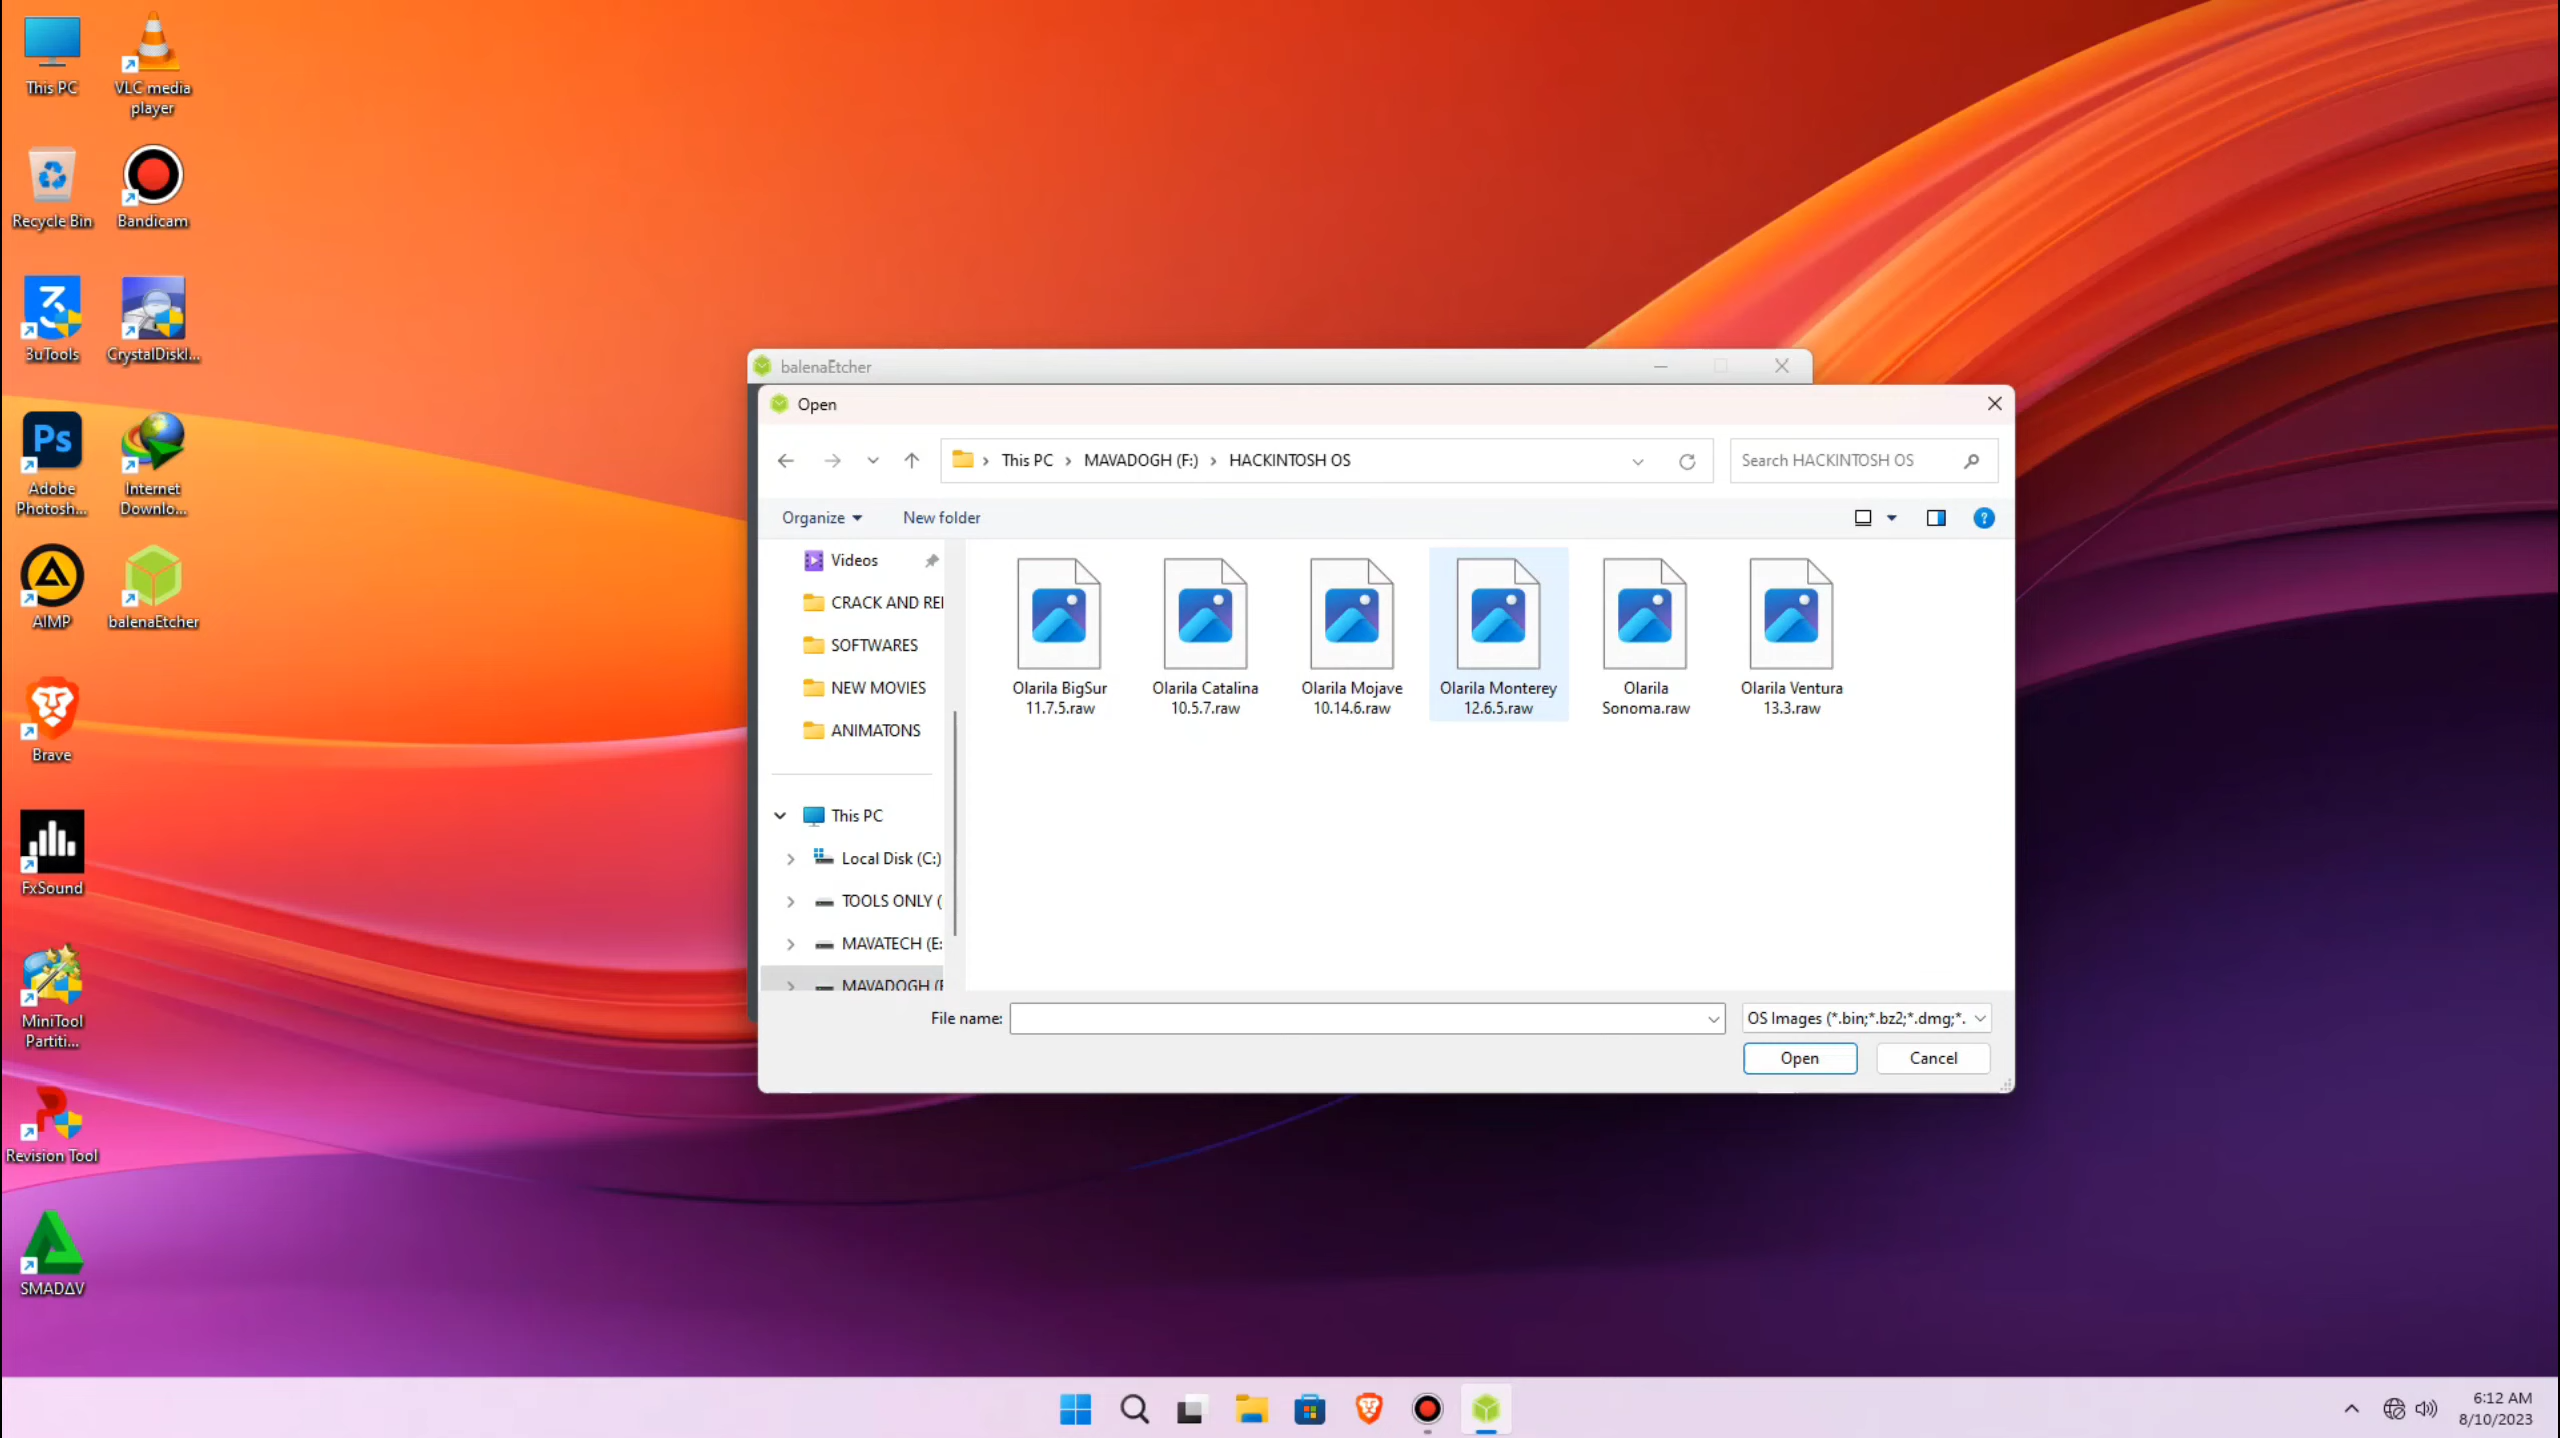 This PC
VLC media
player
Recycle Bin
Bandicam
3uTools
CrystalDiskI...
Ps
Adobe
Photosh...
Internet
Downlo...
AIMP
balenaEtcher
Brave
FxSound
MiniTool
Partiti...
Revision Tool
SMADΔV
balenaEtcher
Open
This PC > MAVADOGH (F:) > HACKINTOSH OS
Search HACKINTOSH OS
Organize
New folder
Videos
CRACK AND REI
SOFTWARES
NEW MOVIES
ANIMATONS
This PC
Local Disk (C:)
TOOLS ONLY (
MAVATECH (E:
MAVADOGH (F
Olarila BigSur
11.7.5.raw
Olarila Catalina
10.5.7.raw
Olarila Mojave
10.14.6.raw
Olarila Monterey
12.6.5.raw
Olarila
Sonoma.raw
Olarila Ventura
13.3.raw
File name:
OS Images (*.bin;*.bz2;*.dmg;*.
Open
Cancel
6:12 AM
8/10/2023